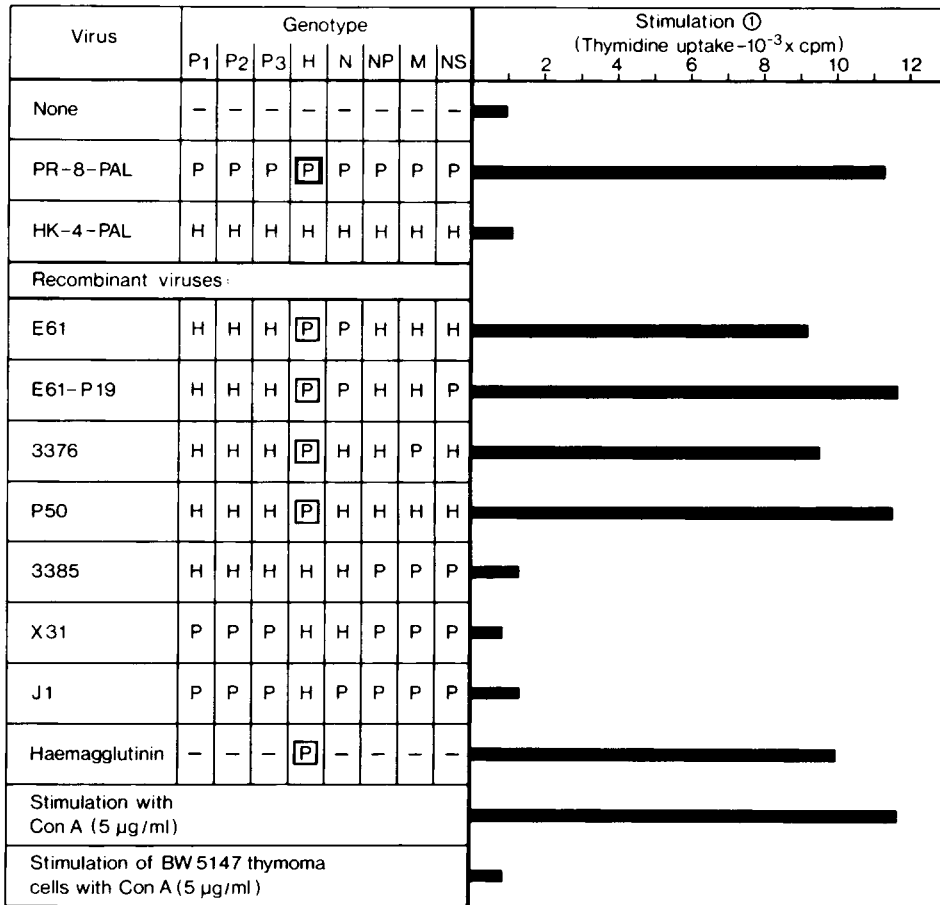 Virus Genotype Stimulation ①
(Thymidine uptake-10⁻³x cpm)
P1 P2 P3 H N NP M NS 2 4 6 8 10 12
None – – – – – – – –
PR-8-PAL P P P P P P P P
HK-4-PAL H H H H H H H H
Recombinant viruses:
E61 H H H P P H H H
E61-P19 H H H P P H H P
3376 H H H P H H P H
P50 H H H P H H H H
3385 H H H H H P P P
X31 P P P H H P P P
J1 P P P H P P P P
Haemagglutinin – – – P – – – –
Stimulation with
Con A (5 µg/ml)
Stimulation of BW 5147 thymoma
cells with Con A (5 µg/ml)